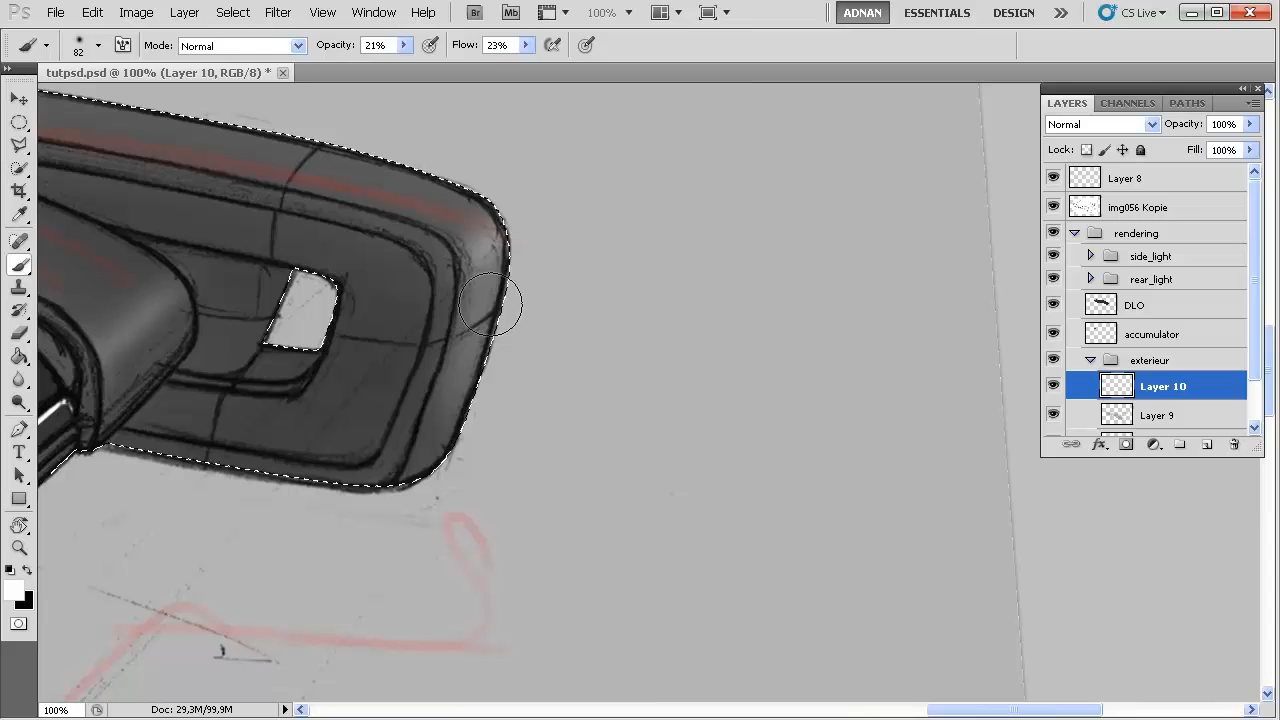 Ps File Edit Image Layer Select Filter View Window Help Br Mb 100% ADNAN ESSENTIALS DESIGN CS Live
82 Mode: Normal Opacity: 21% Flow: 23%
tutpsd.psd @ 100% (Layer 10, RGB/8) *
LAYERS CHANNELS PATHS
Normal Opacity: 100%
Lock: Fill: 100%
Layer 8
img056 Kopie
rendering
side_light
rear_light
DLO
accumulator
exterieur
Layer 10
Layer 9
100% Doc: 29,3M/99,9M